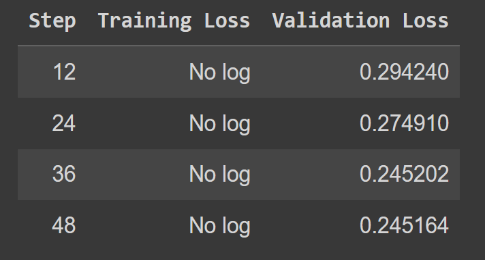 Step Training Loss Validation Loss
12 No log 0.294240
24 No log 0.274910
36 No log 0.245202
48 No log 0.245164